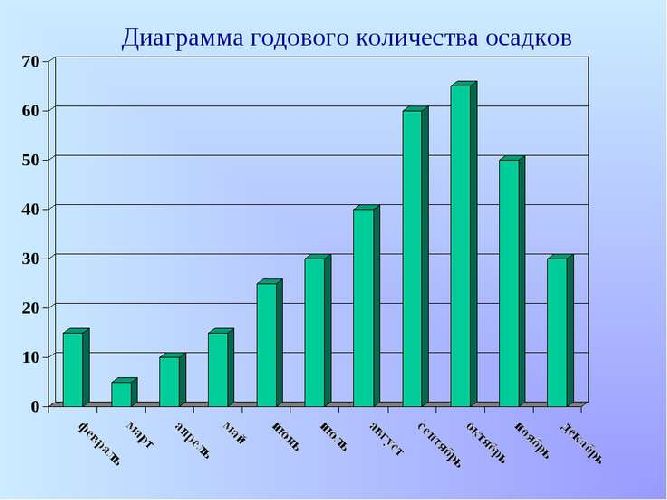 Диаграмма годового количества осадков
70
60
50
40
30
20
10
0
февраль
март
апрель
май
июнь
июль
август
сентябрь
октябрь
ноябрь
декабрь